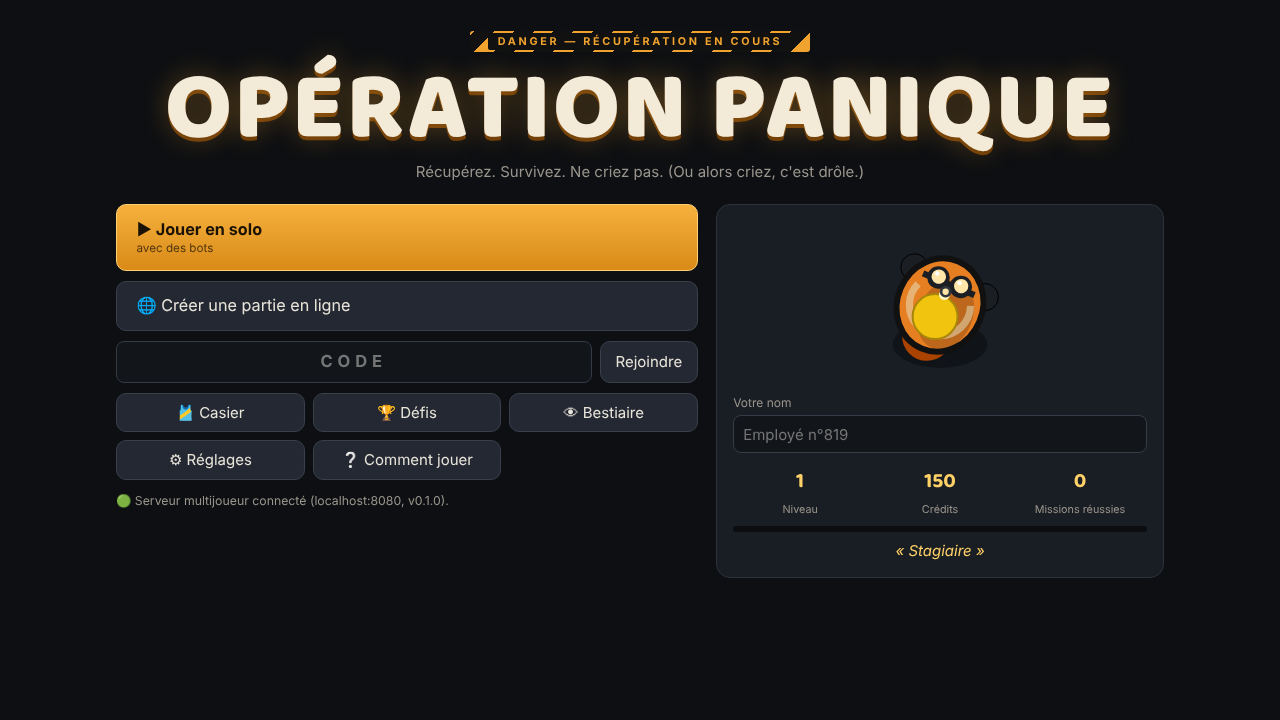 DANGER — RÉCUPÉRATION EN COURS
OPÉRATION PANIQUE
Récupérez. Survivez. Ne criez pas. (Ou alors criez, c'est drôle.)
▶ Jouer en solo
avec des bots
🌐 Créer une partie en ligne
CODE
Rejoindre
🎽 Casier
🏆 Défis
👁 Bestiaire
⚙ Réglages
❔ Comment jouer
🟢 Serveur multijoueur connecté (localhost:8080, v0.1.0).
Votre nom
Employé n°819
1
150
0
Niveau
Crédits
Missions réussies
« Stagiaire »